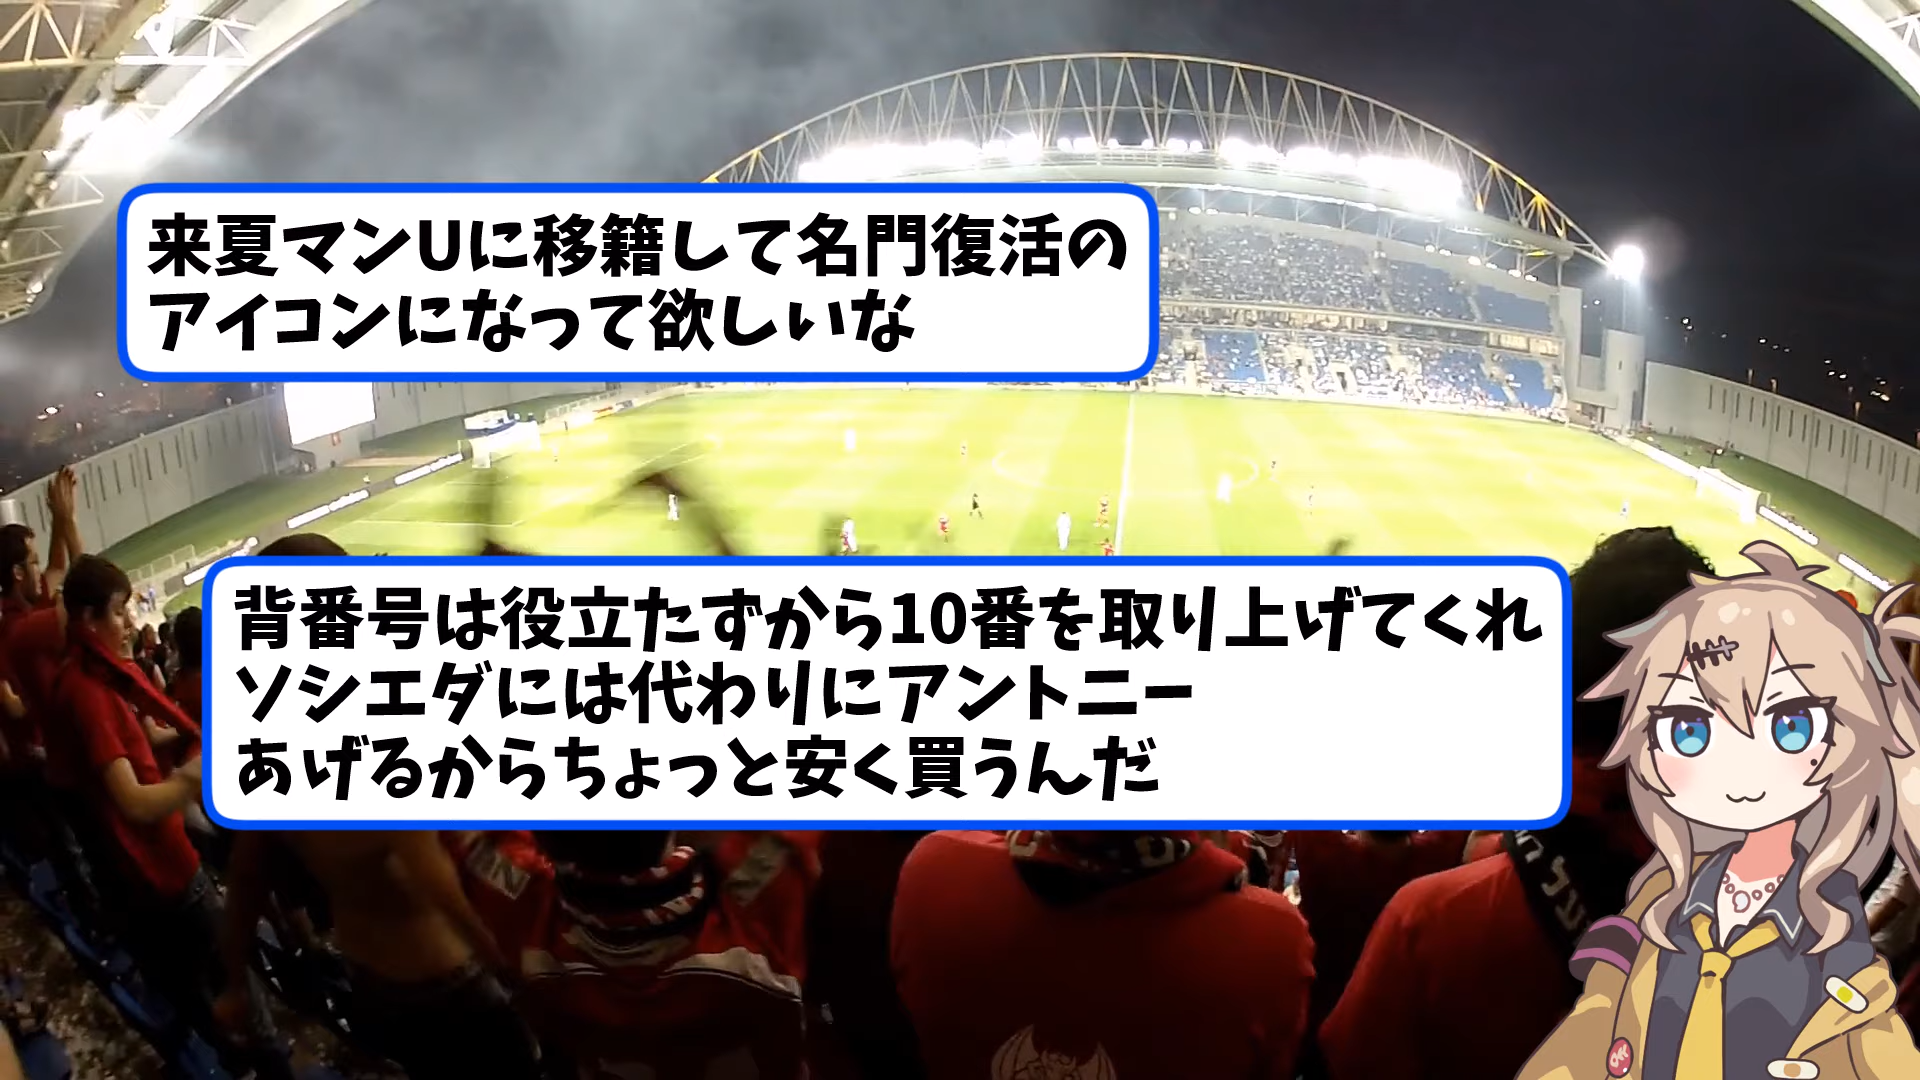 来夏マンUに移籍して名門復活の
アイコンになって欲しいな
背番号は役立たずから10番を取り上げてくれ
ソシエダには代わりにアントニー
あげるからちょっと安く買うんだ